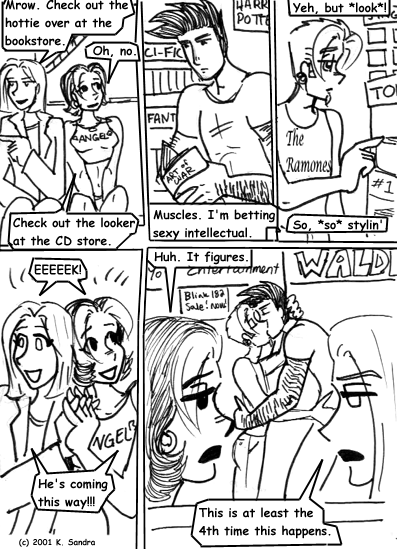 Mrow. Check out the
hottie over at the
bookstore.
Oh, no.
ANGEL
Check out the looker
at the CD store.
HARR
POTTE
CI-FIC
FANT
ART OF
WAR
Muscles. I'm betting
sexy intellectual.
Yeh, but *look*!
TO
The
Ramones
#1
So, *so* stylin'
EEEEEK!
NGEL
He's coming
this way!!!
Huh. It figures.
Entertainment
WALD
Blink 182
Sale! Now!
This is at least the
4th time this happens.
(c) 2001 K. Sandra